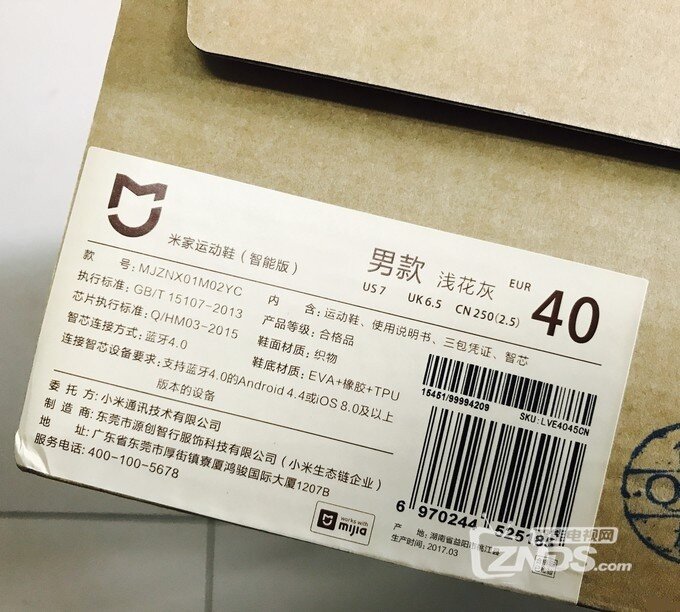 米家运动鞋（智能版）
男款 浅花灰
US 7 UK 6.5 CN 250(2.5)
EUR 40
款 号: MJZNX01M02YC
执行标准: GB/T 15107-2013
芯片执行标准: Q/HM03-2015
智芯连接方式: 蓝牙4.0
连接智芯设备要求: 支持蓝牙4.0的Android 4.4或iOS 8.0及以上
版本的设备
内 含: 运动鞋、使用说明书、三包凭证、智芯
产品等级: 合格品
鞋面材质: 织物
鞋底材质: EVA+橡胶+TPU
委 托 方: 小米通讯技术有限公司
制 造 商: 东莞市源创智行服饰科技有限公司（小米生态链企业）
地 址: 广东省东莞市厚街镇寮厦鸿骏国际大厦1207B
服务电话: 400-100-5678
works with
mijia
15451/99994209
SKU: LVE4045CN
6 970244 52518
产 地: 湖南省益阳市桃江县
生产时间: 2017.03
ZNDS.com